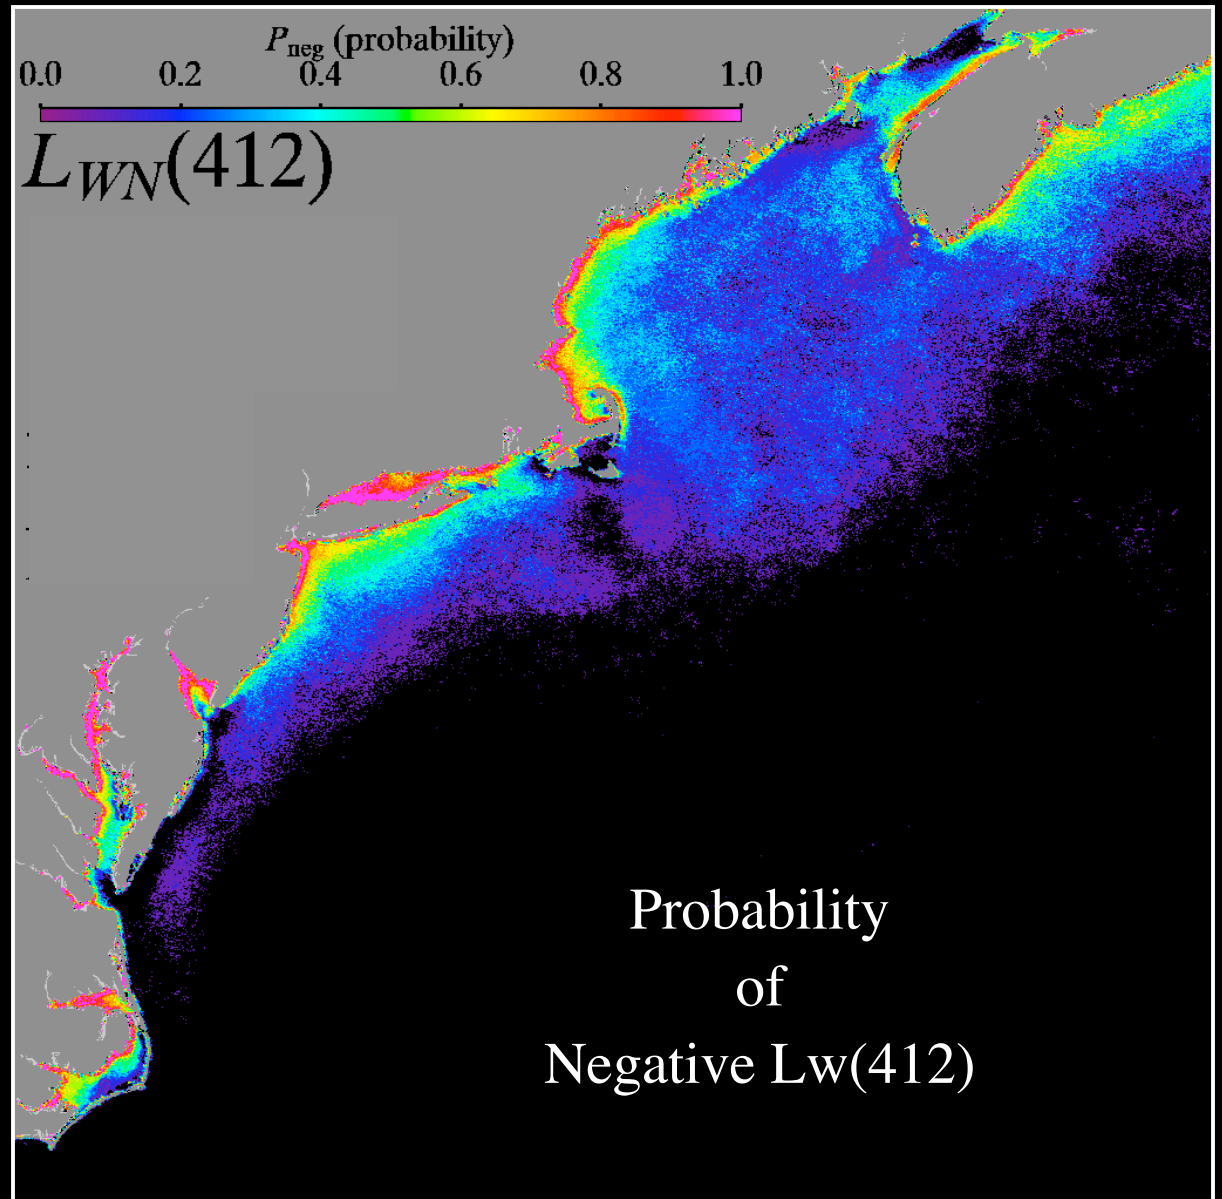 P_neg (probability)
0.0 0.2 0.4 0.6 0.8 1.0
L_WN(412)
Probability
of
Negative Lw(412)